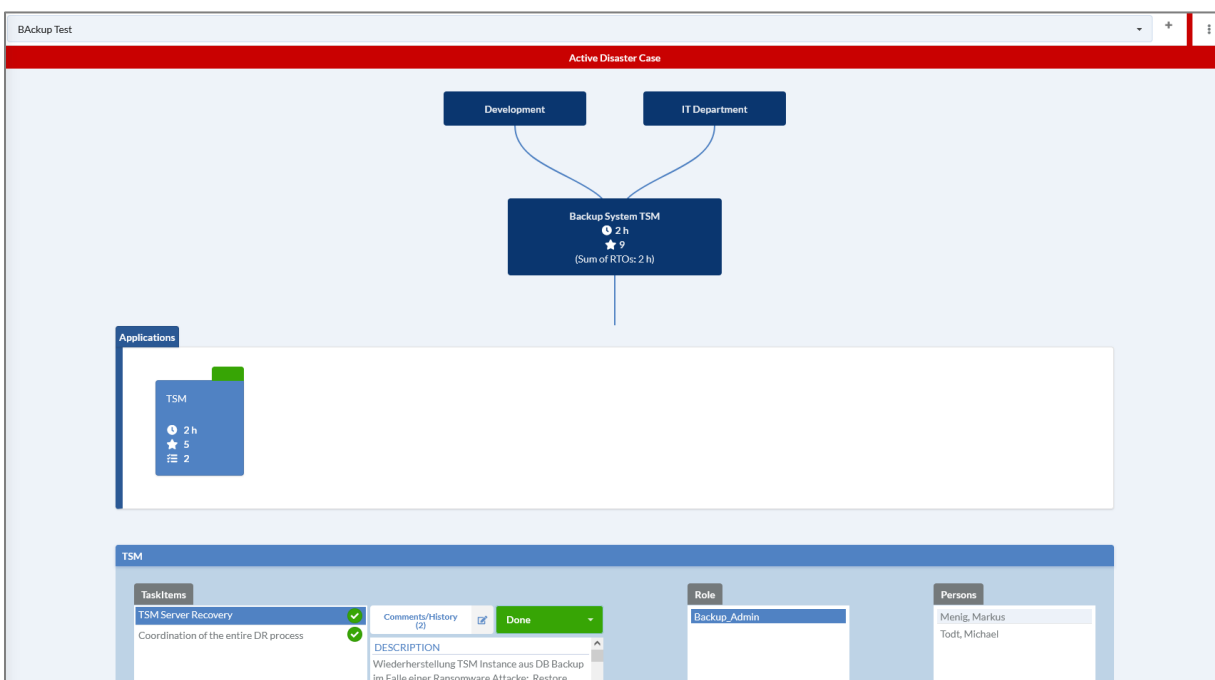 BAckup Test
Active Disaster Case
Development
IT Department
Backup System TSM
2 h
9
(Sum of RTOs: 2 h)
Applications
TSM
2 h
5
2
TSM
TaskItems
TSM Server Recovery
Coordination of the entire DR process
Comments/History
(2)
Done
DESCRIPTION
Wiederherstellung TSM Instance aus DB Backup
im Falle einer Ransomware Attacke: Restore
Role
Backup_Admin
Persons
Menig, Markus
Todt, Michael